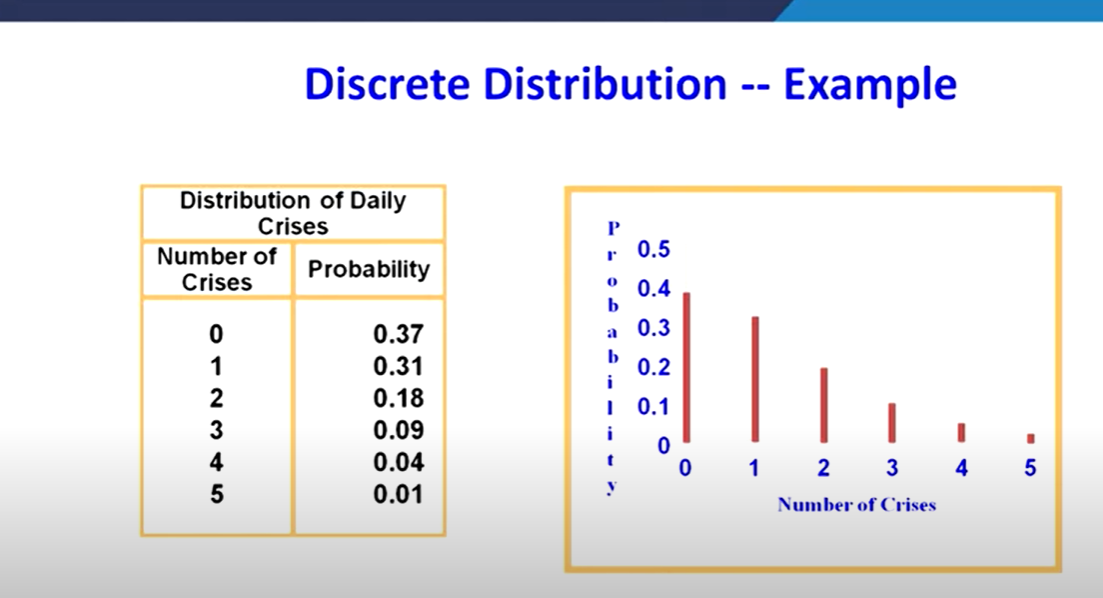 Discrete Distribution -- Example
Distribution of Daily
Crises
Number of
Crises
Probability
0 0.37
1 0.31
2 0.18
3 0.09
4 0.04
5 0.01
Probability
0.5
0.4
0.3
0.2
0.1
0
0 1 2 3 4 5
Number of Crises